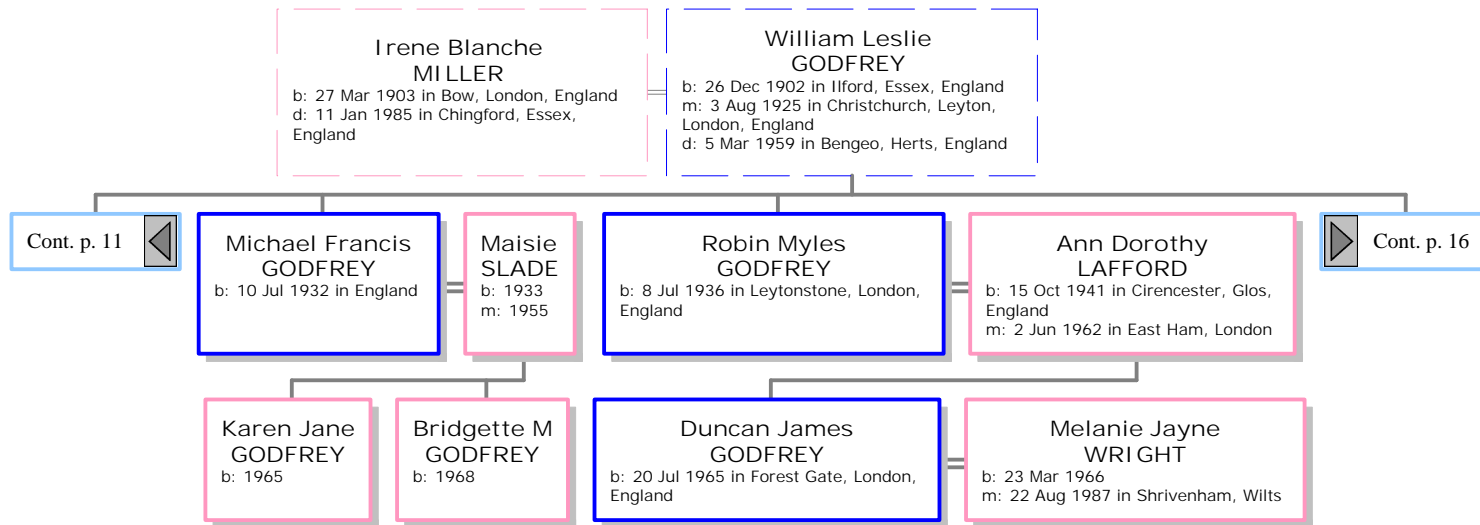 Irene Blanche
MILLER
b: 27 Mar 1903 in Bow, London, England
d: 11 Jan 1985 in Chingford, Essex,
England
William Leslie
GODFREY
b: 26 Dec 1902 in Ilford, Essex, England
m: 3 Aug 1925 in Christchurch, Leyton,
London, England
d: 5 Mar 1959 in Bengeo, Herts, England
Cont. p. 11
Michael Francis
GODFREY
b: 10 Jul 1932 in England
Maisie
SLADE
b: 1933
m: 1955
Robin Myles
GODFREY
b: 8 Jul 1936 in Leytonstone, London,
England
Ann Dorothy
LAFFORD
b: 15 Oct 1941 in Cirencester, Glos,
England
m: 2 Jun 1962 in East Ham, London
Cont. p. 16
Karen Jane
GODFREY
b: 1965
Bridgette M
GODFREY
b: 1968
Duncan James
GODFREY
b: 20 Jul 1965 in Forest Gate, London,
England
Melanie Jayne
WRIGHT
b: 23 Mar 1966
m: 22 Aug 1987 in Shrivenham, Wilts